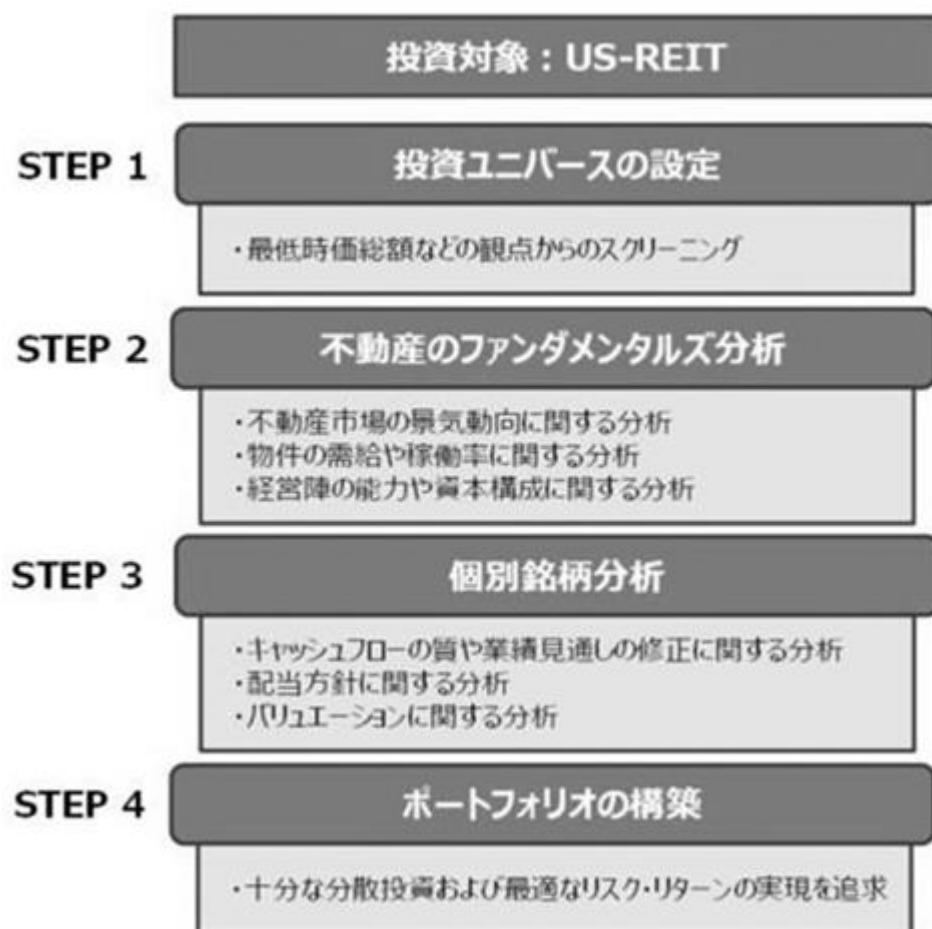 投資対象：US-REIT
STEP 1
投資ユニバースの設定
・最低時価総額などの観点からのスクリーニング
STEP 2
不動産のファンダメンタルズ分析
・不動産市場の景気動向に関する分析
・物件の需給や稼働率に関する分析
・経営陣の能力や資本構成に関する分析
STEP 3
個別銘柄分析
・キャッシュフローの質や業績見通しの修正に関する分析
・配当方針に関する分析
・バリュエーションに関する分析
STEP 4
ポートフォリオの構築
・十分な分散投資および最適なリスク・リターンの実現を追求